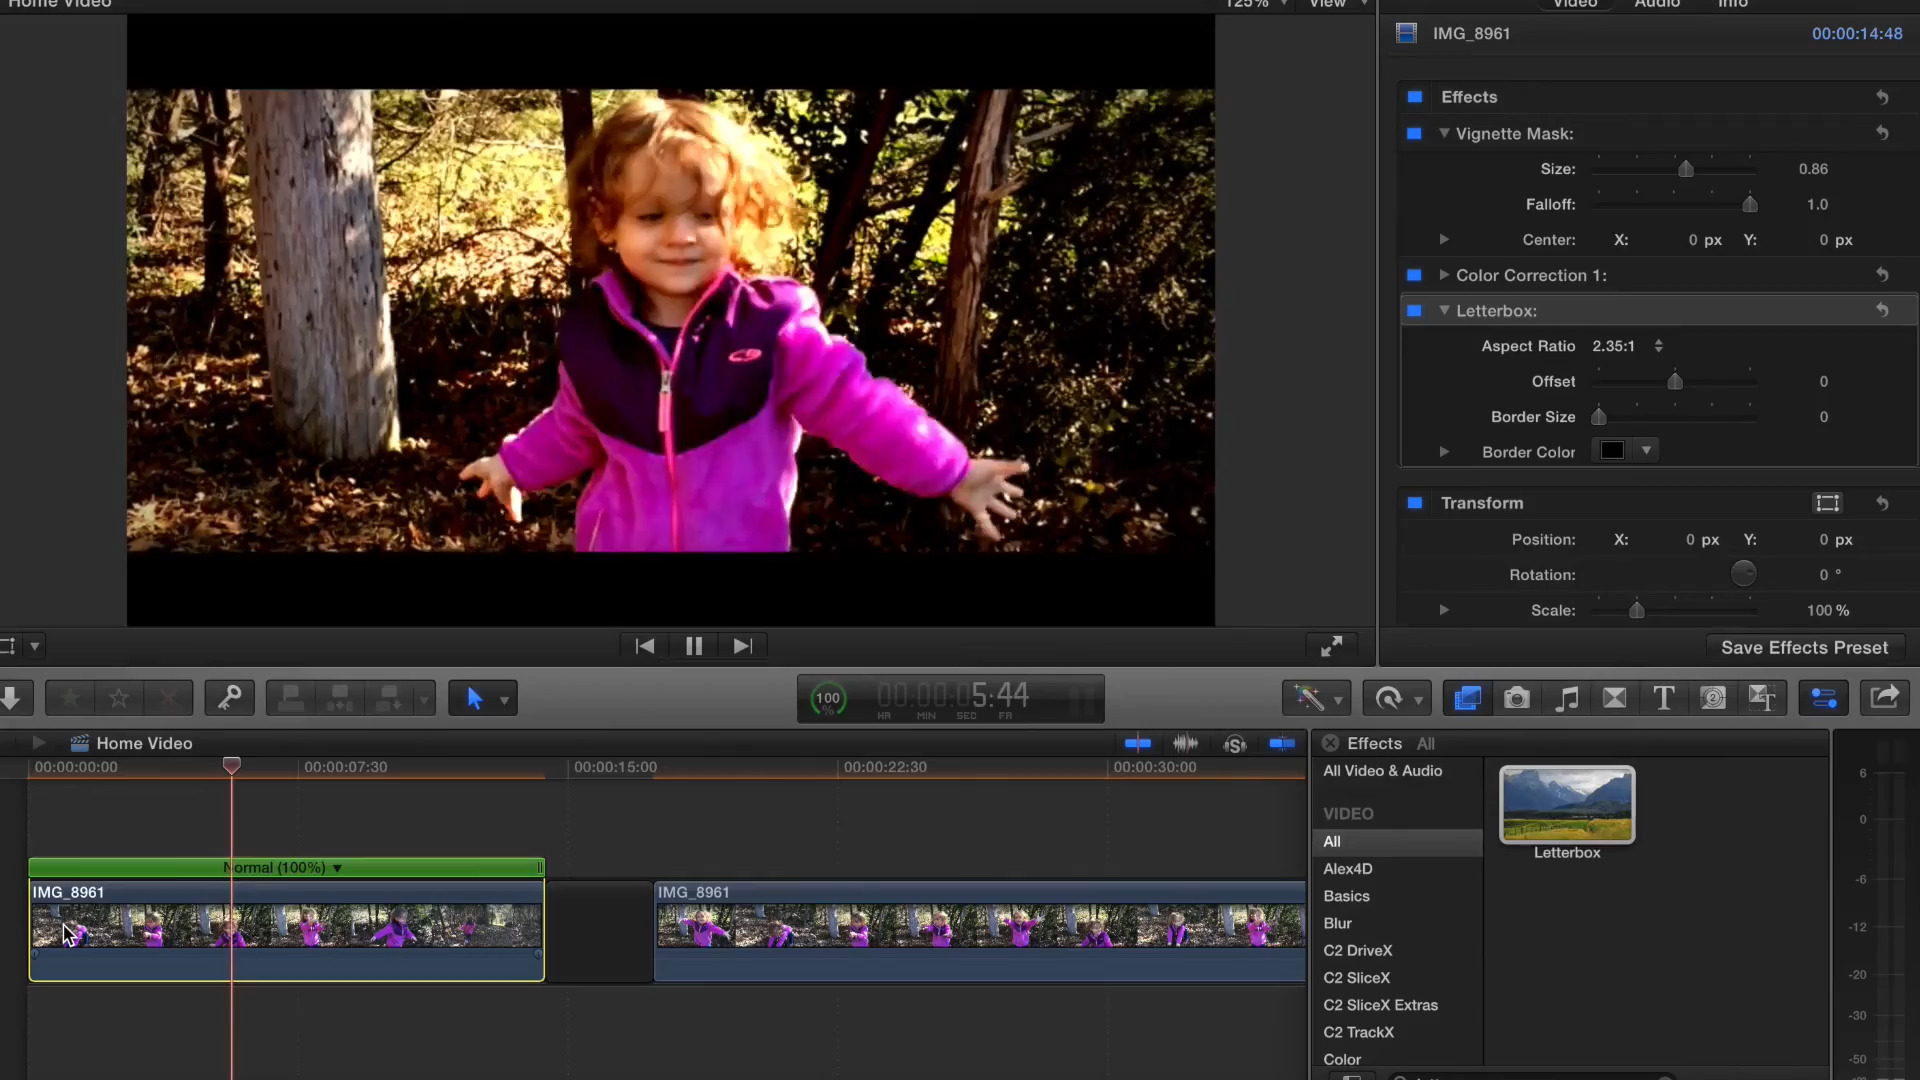 Home Video
125%
View
Video
Audio
Info
IMG_8961
00:00:14:48
Effects
Vignette Mask:
Size:
0.86
Falloff:
1.0
Center:
X:
0 px
Y:
0 px
Color Correction 1:
Letterbox:
Aspect Ratio
2.35:1
Offset
0
Border Size
0
Border Color
Transform
Position:
X:
0 px
Y:
0 px
Rotation:
0 °
Scale:
100 %
Save Effects Preset
100
%
00:00:05:44
HR
MIN
SEC
FR
Home Video
Effects
All
00:00:00:00
00:00:07:30
00:00:15:00
00:00:22:30
00:00:30:00
All Video & Audio
VIDEO
All
Alex4D
Basics
Blur
C2 DriveX
C2 SliceX
C2 SliceX Extras
C2 TrackX
Color
Letterbox
Normal (100%)
IMG_8961
IMG_8961
6
0
-6
-12
-20
-30
-50